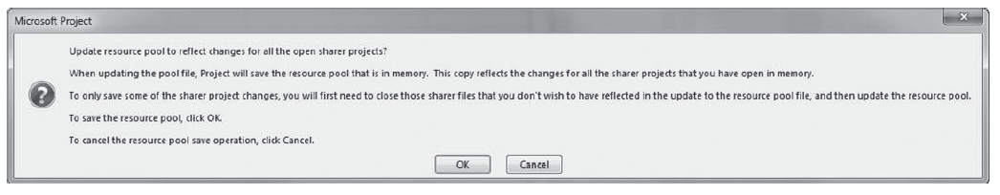 Microsoft Project
Update resource pool to reflect changes for all the open sharer projects?
When updating the pool file, Project will save the resource pool that is in memory. This copy reflects the changes for all the sharer projects that you have open in memory.
To only save some of the sharer project changes, you will first need to close those sharer files that you don't wish to have reflected in the update to the resource pool file, and then update the resource pool.
To save the resource pool, click OK.
To cancel the resource pool save operation, click Cancel.
OK Cancel